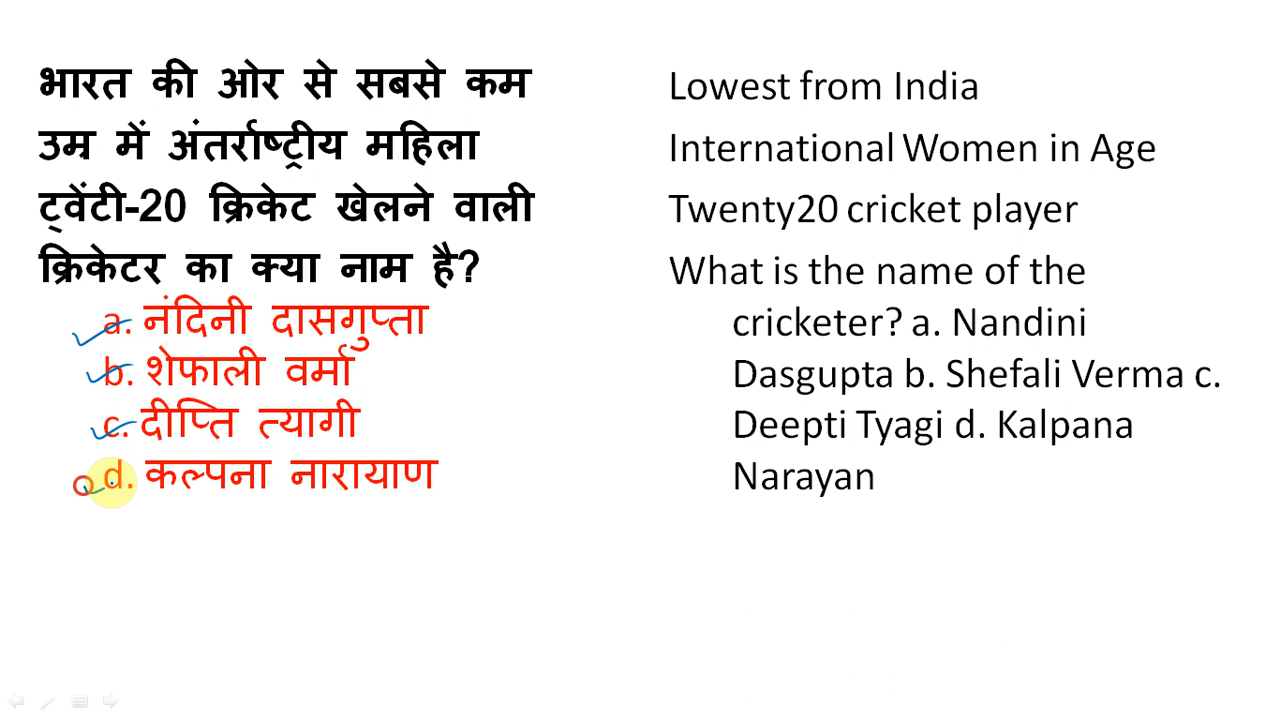 भारत की ओर से सबसे कम
उम्र में अंतर्राष्ट्रीय महिला
ट्वेंटी-20 क्रिकेट खेलने वाली
क्रिकेटर का क्या नाम है?
a. नंदिनी दासगुप्ता
b. शेफाली वर्मा
c. दीप्ति त्यागी
d. कल्पना नारायाण
Lowest from India
International Women in Age
Twenty20 cricket player
What is the name of the
cricketer? a. Nandini
Dasgupta b. Shefali Verma c.
Deepti Tyagi d. Kalpana
Narayan